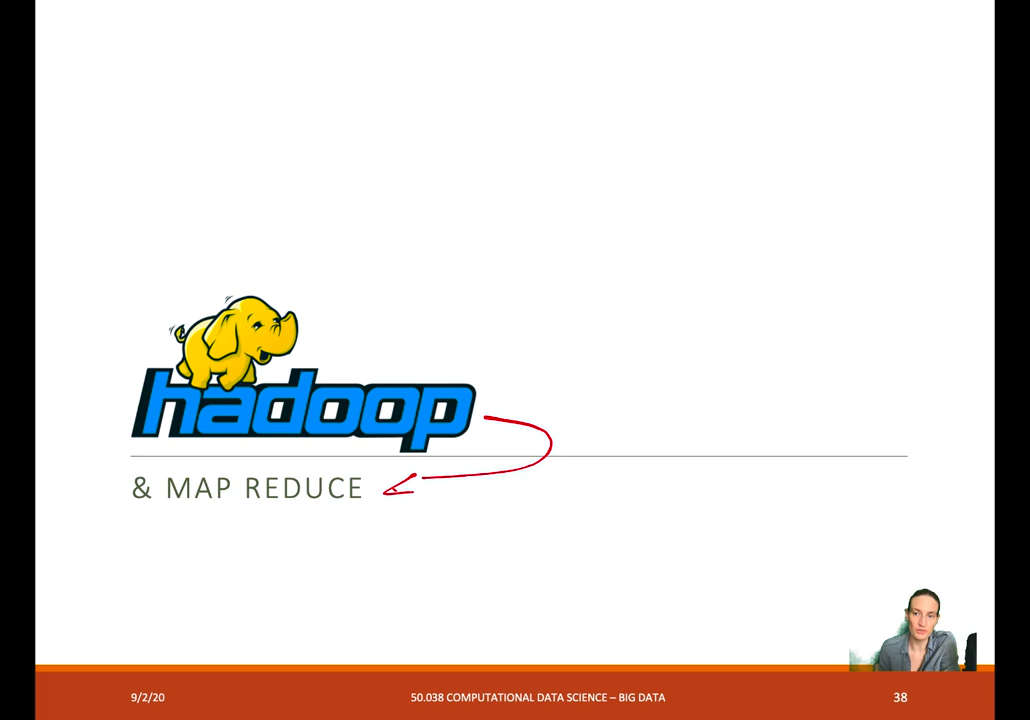 hadoop
& MAP REDUCE
9/2/20
50.038 COMPUTATIONAL DATA SCIENCE – BIG DATA
38